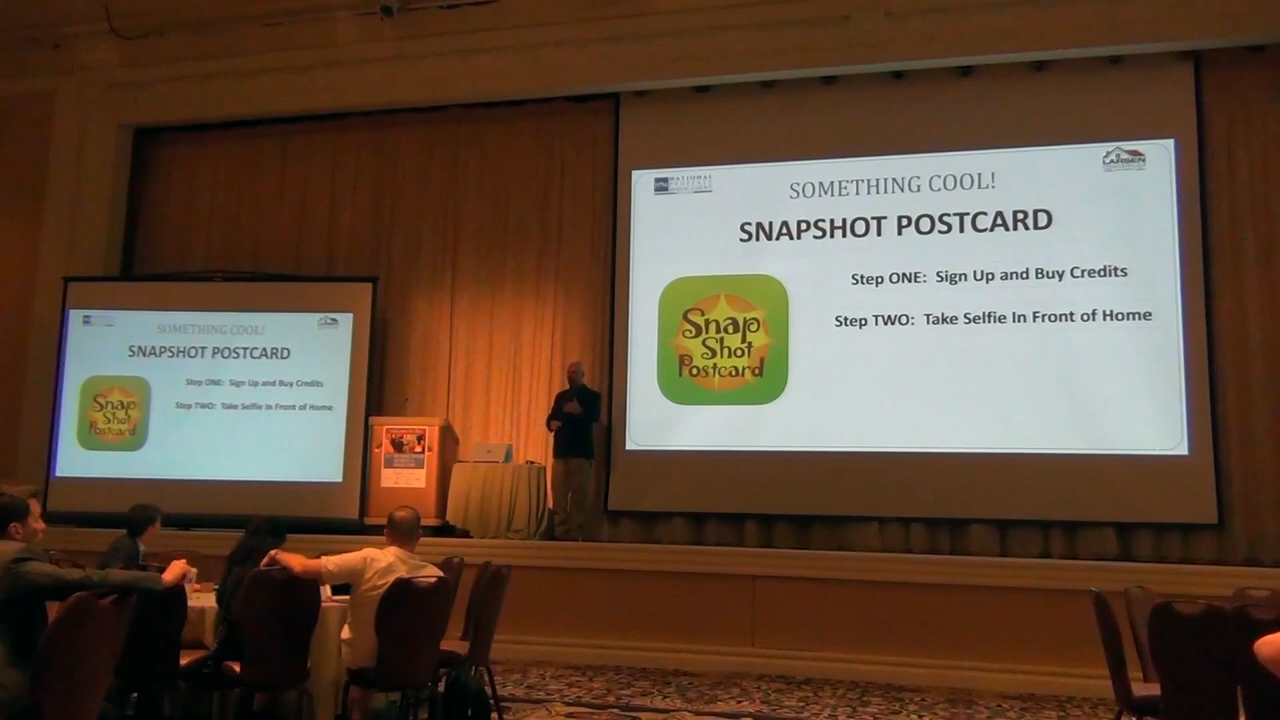 NATIONAL
LARSEN
SOMETHING COOL!
SNAPSHOT POSTCARD
Step ONE: Sign Up and Buy Credits
Step TWO: Take Selfie In Front of Home
Snap
Shot
Postcard
SOMETHING COOL!
SNAPSHOT POSTCARD
Step ONE: Sign Up and Buy Credits
Step TWO: Take Selfie In Front of Home
Snap
Shot
Postcard